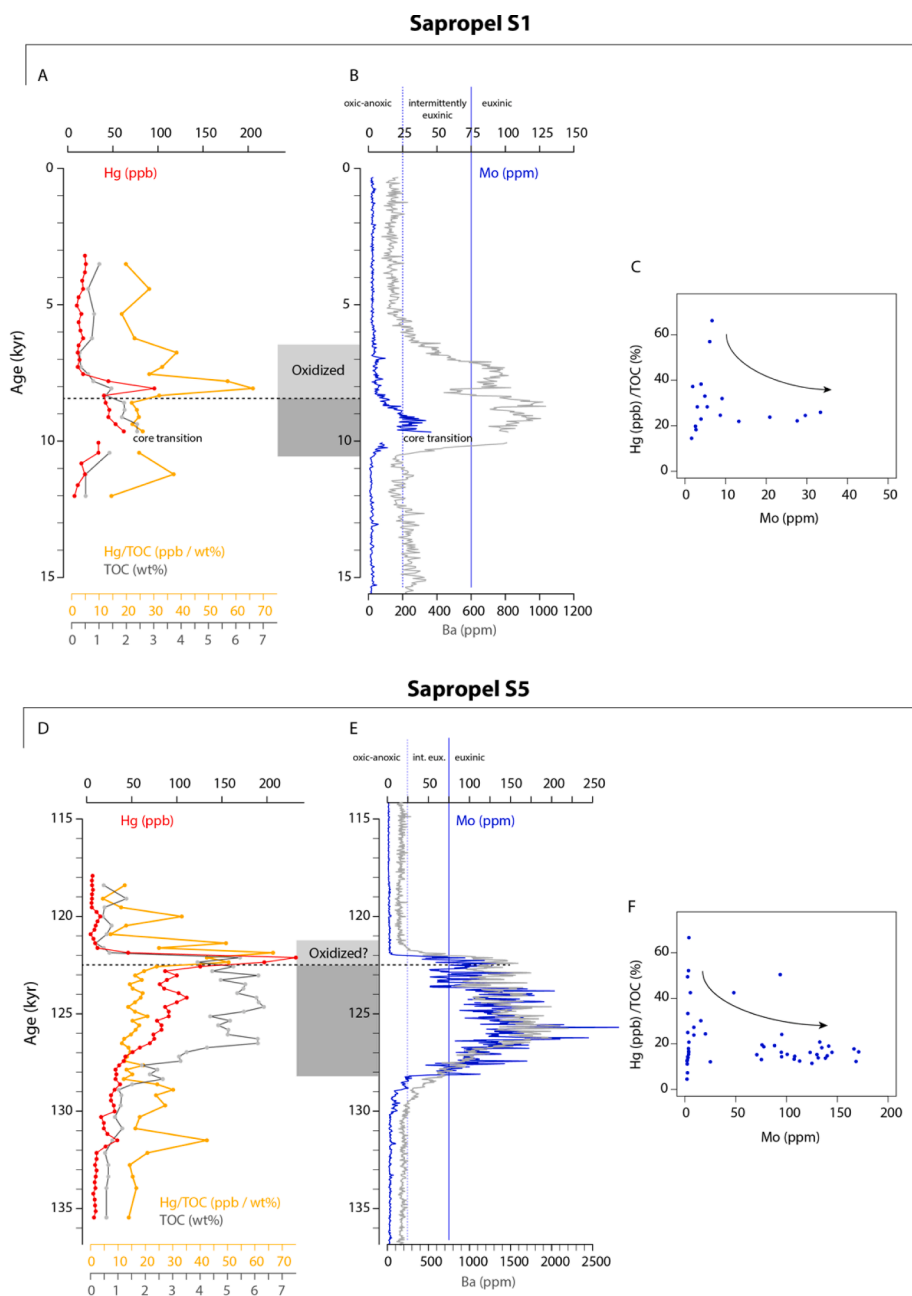 Sapropel S1
A
B
oxic-anoxic
intermittently
euxinic
euxinic
0 50 100 150 200
0 25 50 75 100 125 150
Hg (ppb)
Mo (ppm)
0
5
10
15
Age (kyr)
Oxidized
core transition
core transition
Hg/TOC (ppb / wt%)
TOC (wt%)
0 10 20 30 40 50 60 70
0 1 2 3 4 5 6 7
0 200 400 600 800 1000 1200
Ba (ppm)
C
60
40
20
0
Hg (ppb) /TOC (%)
0 10 20 30 40 50
Mo (ppm)
Sapropel S5
D
E
oxic-anoxic
int. eux.
euxinic
0 50 100 150 200
0 50 100 150 200 250
Hg (ppb)
Mo (ppm)
115
120
125
130
135
Age (kyr)
115
120
125
130
135
Oxidized?
Hg/TOC (ppb / wt%)
TOC (wt%)
0 10 20 30 40 50 60 70
0 1 2 3 4 5 6 7
0 500 1000 1500 2000 2500
Ba (ppm)
F
60
40
20
0
Hg (ppb) /TOC (%)
0 50 100 150 200
Mo (ppm)